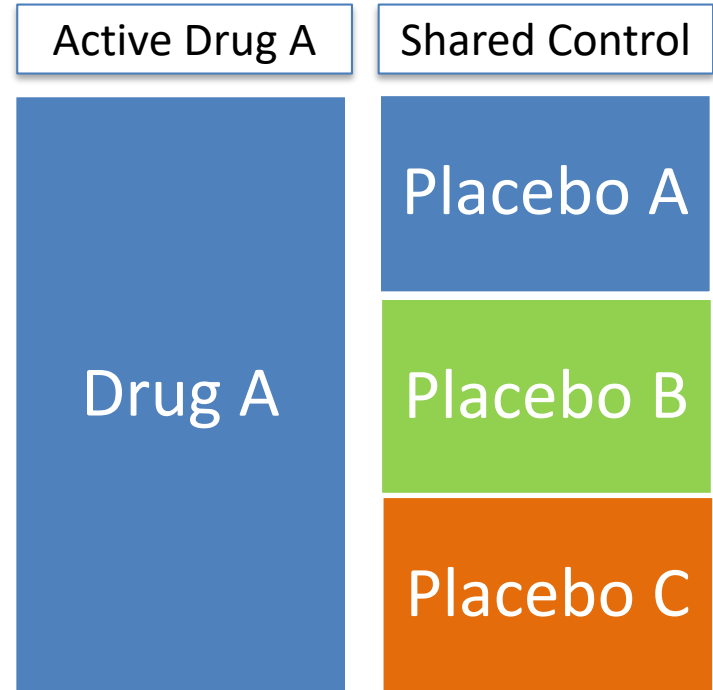 Active Drug A
Shared Control
Drug A
Placebo A
Placebo B
Placebo C